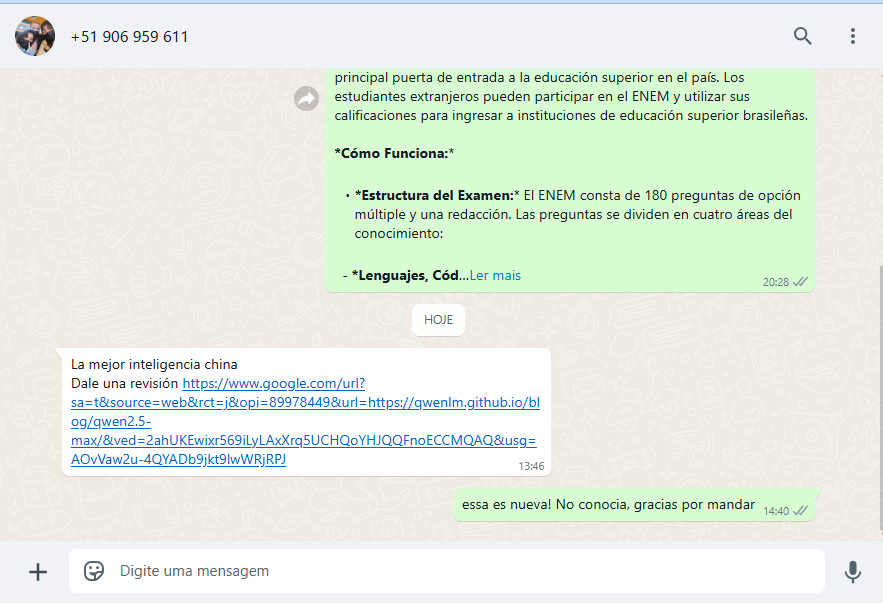 +51 906 959 611
principal puerta de entrada a la educación superior en el país. Los
estudiantes extranjeros pueden participar en el ENEM y utilizar sus
calificaciones para ingresar a instituciones de educación superior brasileñas.
*Cómo Funciona:*
• *Estructura del Examen:* El ENEM consta de 180 preguntas de opción
múltiple y una redacción. Las preguntas se dividen en cuatro áreas del
conocimiento:
- *Lenguajes, Cód...Ler mais
20:28
HOJE
La mejor inteligencia china
Dale una revisión https://www.google.com/url?
sa=t&source=web&rct=j&opi=89978449&url=https://qwenlm.github.io/bl
og/qwen2.5-
max/&ved=2ahUKEwixr569iLyLAxXrq5UCHQoYHJQQFnoECCMQAQ&usg=
AOvVaw2u-4QYADb9jkt9lwWRjRPJ
13:46
essa es nueva! No conocia, gracias por mandar
14:40
Digite uma mensagem